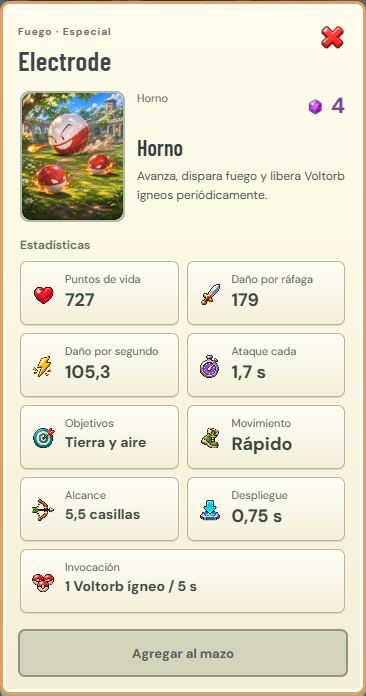 Fuego · Especial
Electrode
Horno
4
Horno
Avanza, dispara fuego y libera Voltorb
ígneos periódicamente.
Estadísticas
Puntos de vida
727
Daño por ráfaga
179
Daño por segundo
105,3
Ataque cada
1,7 s
Objetivos
Tierra y aire
Movimiento
Rápido
Alcance
5,5 casillas
Despliegue
0,75 s
Invocación
1 Voltorb ígneo / 5 s
Agregar al mazo